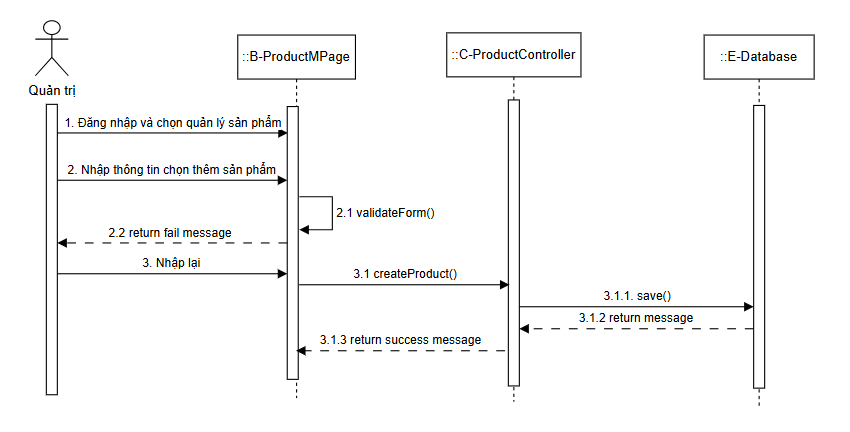 ::B-ProductMPage
::C-ProductController
::E-Database
Quản trị
1. Đăng nhập và chọn quản lý sản phẩm
2. Nhập thông tin chọn thêm sản phẩm
2.1 validateForm()
2.2 return fail message
3. Nhập lại
3.1 createProduct()
3.1.1. save()
3.1.2 return message
3.1.3 return success message